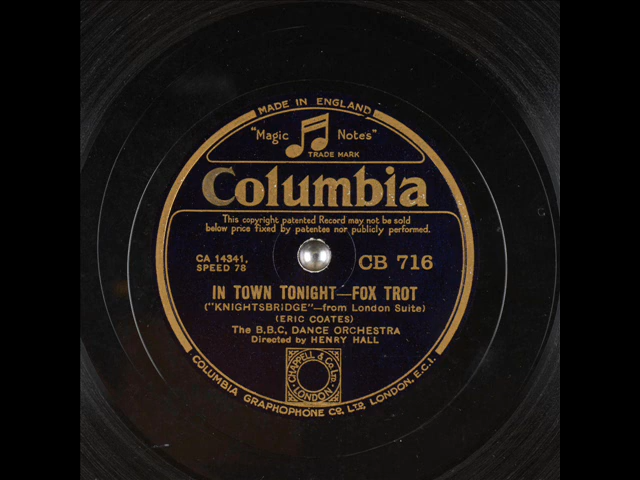 MADE IN ENGLAND
"Magic Notes"
TRADE MARK
Columbia
This copyright patented Record may not be sold
below price fixed by patentee nor publicly performed.
CA 14341. CB 716
SPEED 78
IN TOWN TONIGHT—FOX TROT
("KNIGHTSBRIDGE"—from London Suite)
(ERIC COATES)
The B.B.C, DANCE ORCHESTRA
Directed by HENRY HALL
CHAPPELL & Co. LTD.
LONDON
COLUMBIA GRAPHOPHONE CO. LTD. LONDON, E.C.I.